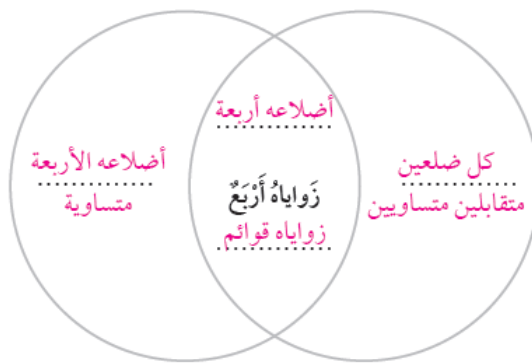 كل ضلعين
متقابلين متساويين
أضلاعه أربعة
زَواياهُ أَرْبَعٌ
زواياه قوائم
أضلاعه الأربعة
متساوية